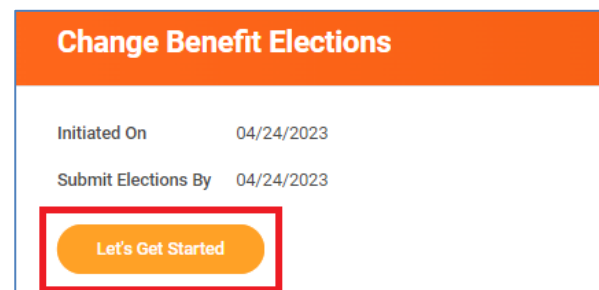 Change Benefit Elections
Initiated On 04/24/2023
Submit Elections By 04/24/2023
Let's Get Started